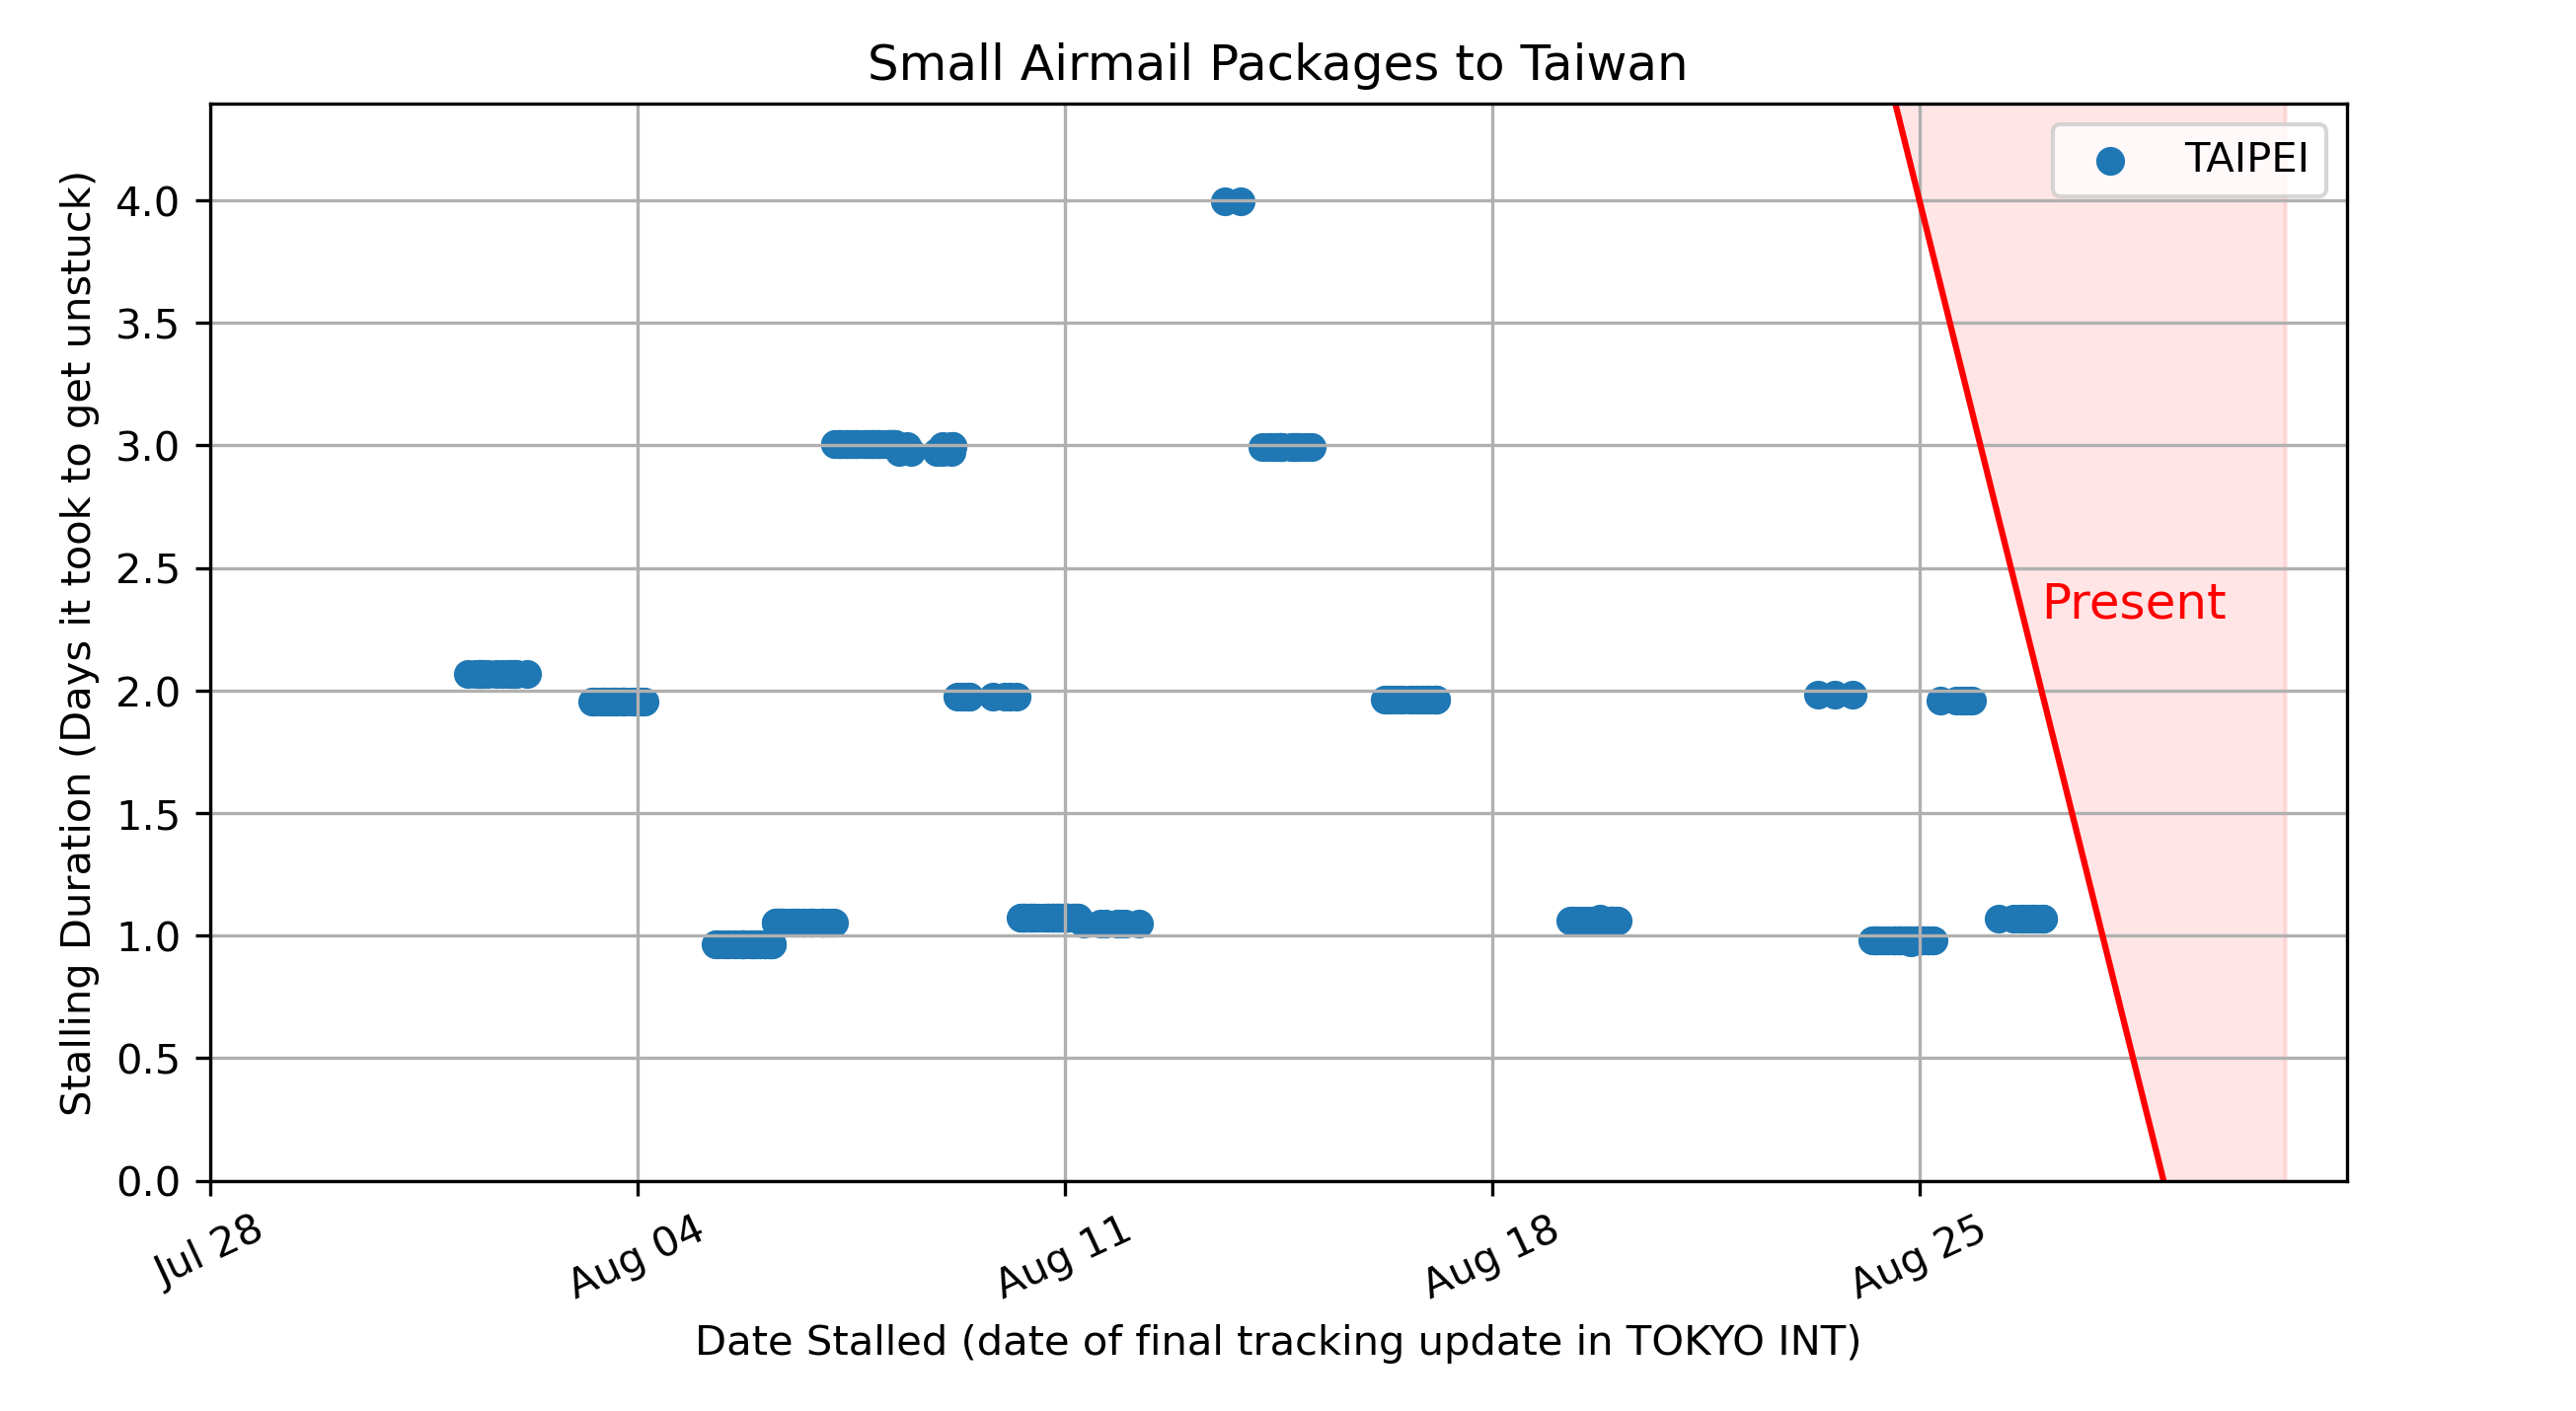 Small Airmail Packages to Taiwan
TAIPEI
Stalling Duration (Days it took to get unstuck)
4.0
3.5
3.0
2.5
2.0
1.5
1.0
0.5
0.0
Present
Jul 28
Aug 04
Aug 11
Aug 18
Aug 25
Date Stalled (date of final tracking update in TOKYO INT)